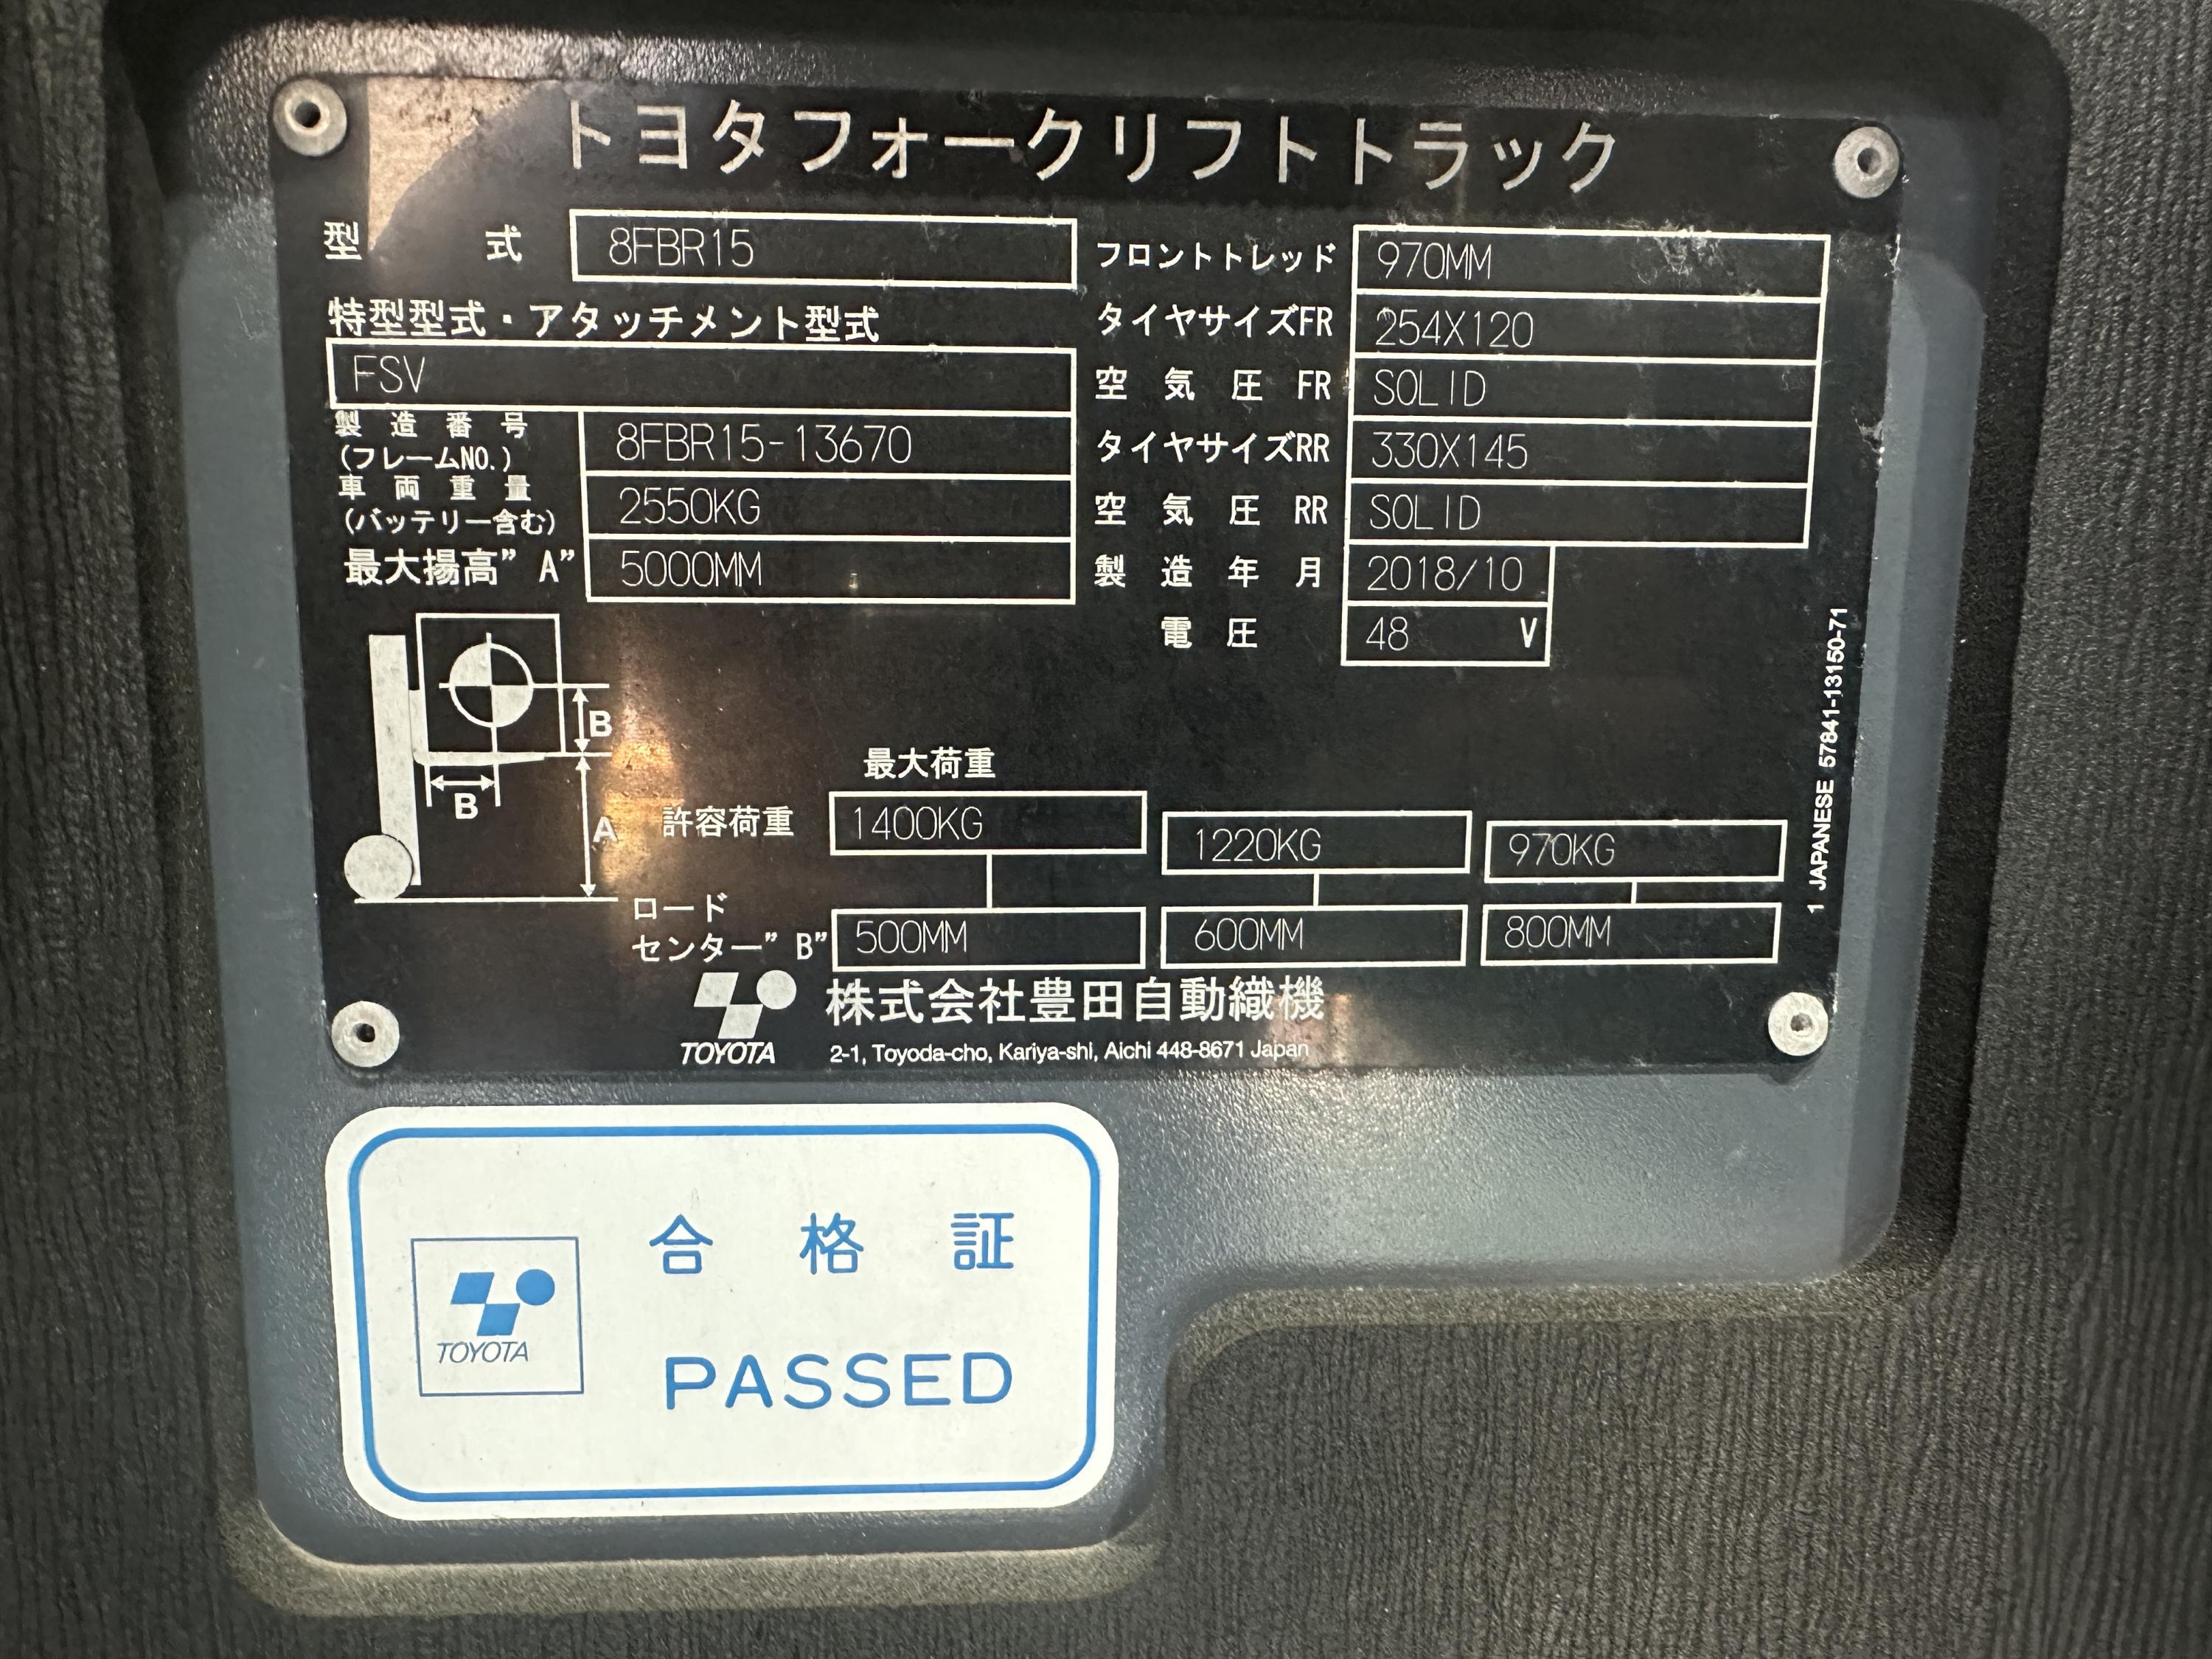 トヨタフォークリフトトラック
型 式 8FBR15
特型型式・アタッチメント型式
FSV
製造番号
(フレームNO.) 8FBR15-13670
車両重量
(バッテリー含む) 2550KG
最大揚高"A" 5000MM
フロントトレッド 970MM
タイヤサイズFR 254X120
空気圧 FR SOLID
タイヤサイズRR 330X145
空気圧 RR SOLID
製造年月 2018/10
電圧 48 V
B
B
A
最大荷重
許容荷重 1400KG 1220KG 970KG
ロード
センター"B" 500MM 600MM 800MM
TOYOTA
株式会社豊田自動織機
2-1, Toyoda-cho, Kariya-shi, Aichi 448-8671 Japan
1 JAPANESE 57841-13150-71
TOYOTA
合格証
PASSED